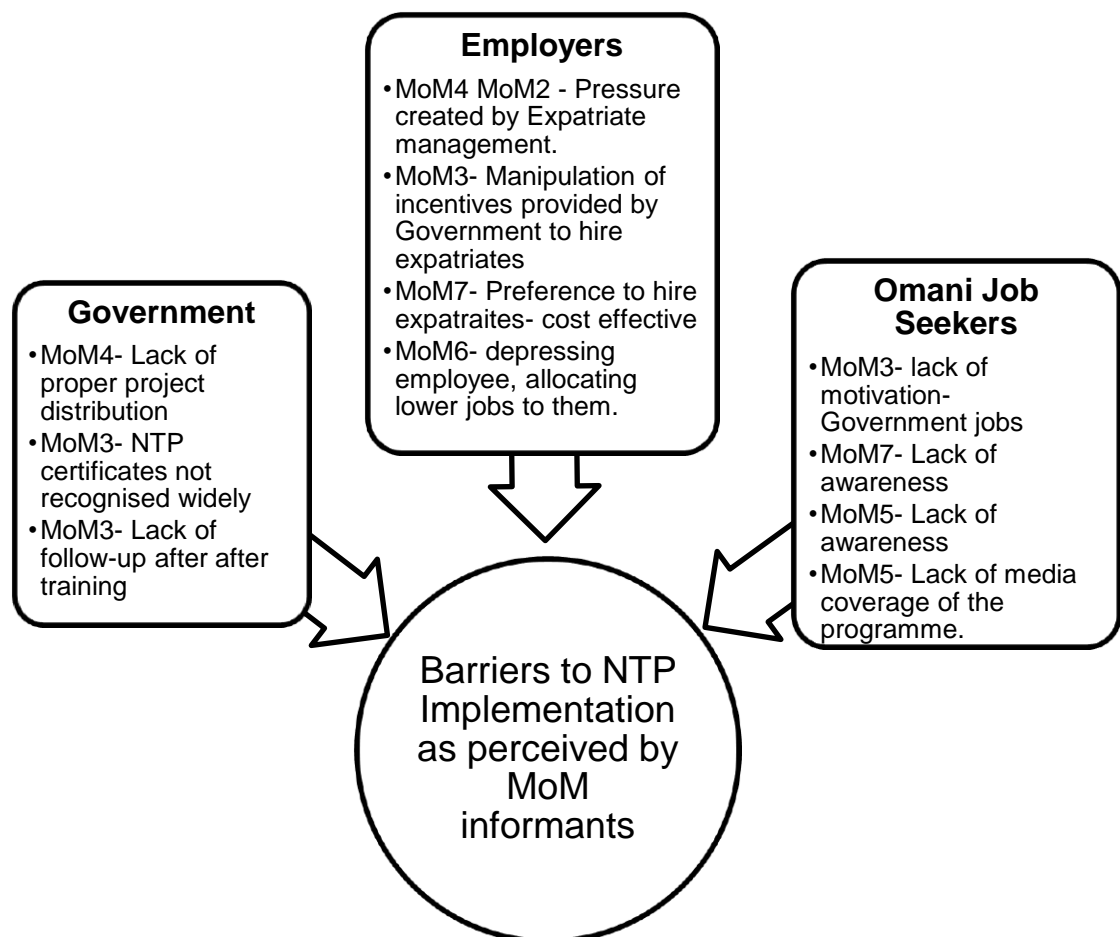 Employers
•MoM4 MoM2 - Pressure
created by Expatriate
management.
•MoM3- Manipulation of
incentives provided by
Government to hire
expatriates
•MoM7- Preference to hire
expatraites- cost effective
•MoM6- depressing
employee, allocating
lower jobs to them.
Government
•MoM4- Lack of
proper project
distribution
•MoM3- NTP
certificates not
recognised widely
•MoM3- Lack of
follow-up after after
training
Omani Job
Seekers
•MoM3- lack of
motivation-
Government jobs
•MoM7- Lack of
awareness
•MoM5- Lack of
awareness
•MoM5- Lack of media
coverage of the
programme.
Barriers to NTP
Implementation
as perceived by
MoM
informants